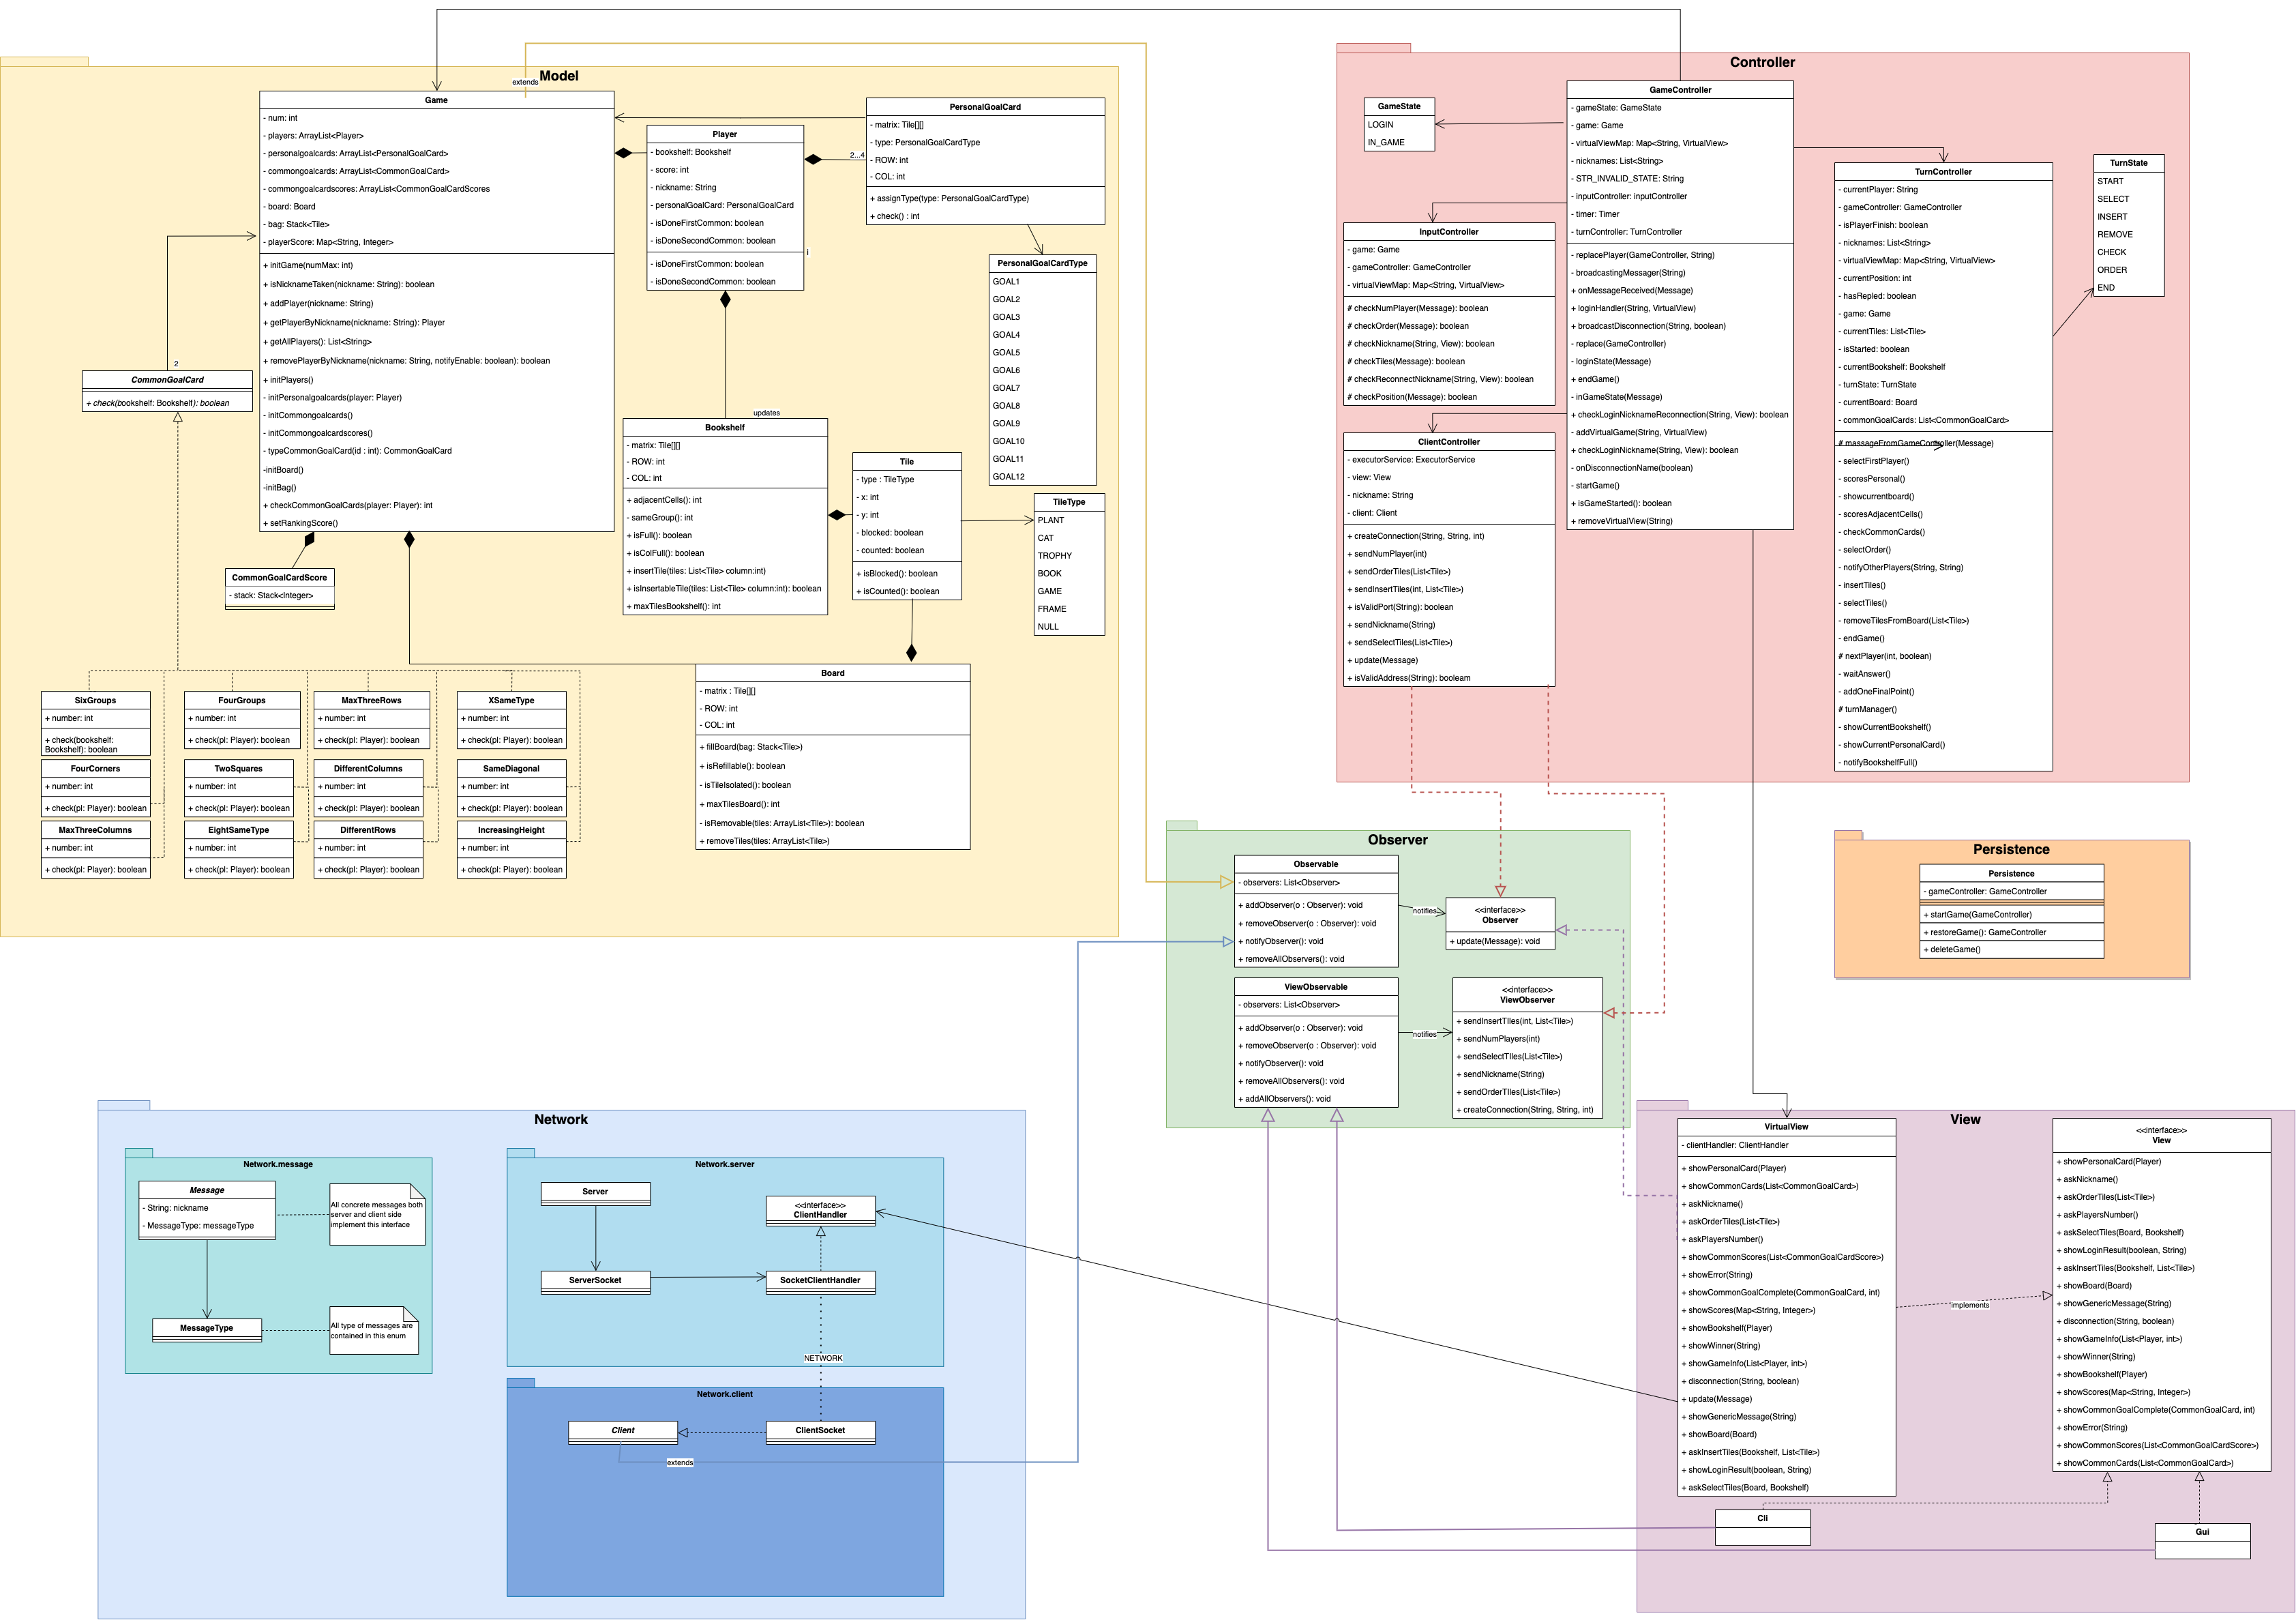 Model
extends
Game
- num: int
- players: ArrayList<Player>
- personalgoalcards: ArrayList<PersonalGoalCard>
- commongoalcards: ArrayList<CommonGoalCard>
- commongoalcardscores: ArrayList<CommonGoalCardScores
- board: Board
- bag: Stack<Tile>
- playerScore: Map<String, Integer>
+ initGame(numMax: int)
+ isNicknameTaken(nickname: String): boolean
+ addPlayer(nickname: String)
+ getPlayerByNickname(nickname: String): Player
+ getAllPlayers(): List<String>
+ removePlayerByNickname(nickname: String, notifyEnable: boolean): boolean
+ initPlayers()
- initPersonalgoalcards(player: Player)
- initCommongoalcards()
- initCommongoalcardscores()
- typeCommonGoalCard(id : int): CommonGoalCard
-initBoard()
-initBag()
+ checkCommonGoalCards(player: Player): int
+ setRankingScore()
Player
- bookshelf: Bookshelf
- score: int
- nickname: String
- personalGoalCard: PersonalGoalCard
- isDoneFirstCommon: boolean
- isDoneSecondCommon: boolean
- isDoneFirstCommon: boolean
- isDoneSecondCommon: boolean
i
2...4
PersonalGoalCard
- matrix: Tile[][]
- type: PersonalGoalCardType
- ROW: int
- COL: int
+ assignType(type: PersonalGoalCardType)
+ check() : int
PersonalGoalCardType
GOAL1
GOAL2
GOAL3
GOAL4
GOAL5
GOAL6
GOAL7
GOAL8
GOAL9
GOAL10
GOAL11
GOAL12
2
CommonGoalCard
+ check(bookshelf: Bookshelf): boolean
updates
Bookshelf
- matrix: Tile[][]
- ROW: int
- COL: int
+ adjacentCells(): int
- sameGroup(): int
+ isFull(): boolean
+ isColFull(): boolean
+ insertTile(tiles: List<Tile> column:int)
+ isInsertableTile(tiles: List<Tile> column:int): boolean
+ maxTilesBookshelf(): int
Tile
- type : TileType
- x: int
- y: int
- blocked: boolean
- counted: boolean
+ isBlocked(): boolean
+ isCounted(): boolean
TileType
PLANT
CAT
TROPHY
BOOK
GAME
FRAME
NULL
CommonGoalCardScore
- stack: Stack<Integer>
Board
- matrix : Tile[][]
- ROW: int
- COL: int
+ fillBoard(bag: Stack<Tile>)
+ isRefillable(): boolean
- isTileIsolated(): boolean
+ maxTilesBoard(): int
- isRemovable(tiles: ArrayList<Tile>): boolean
+ removeTiles(tiles: ArrayList<Tile>)
SixGroups
+ number: int
+ check(bookshelf:
Bookshelf): boolean
FourGroups
+ number: int
+ check(pl: Player): boolean
MaxThreeRows
+ number: int
+ check(pl: Player): boolean
XSameType
+ number: int
+ check(pl: Player): boolean
FourCorners
+ number: int
+ check(pl: Player): boolean
TwoSquares
+ number: int
+ check(pl: Player): boolean
DifferentColumns
+ number: int
+ check(pl: Player): boolean
SameDiagonal
+ number: int
+ check(pl: Player): boolean
MaxThreeColumns
+ number: int
+ check(pl: Player): boolean
EightSameType
+ number: int
+ check(pl: Player): boolean
DifferentRows
+ number: int
+ check(pl: Player): boolean
IncreasingHeight
+ number: int
+ check(pl: Player): boolean
Controller
GameState
LOGIN
IN_GAME
GameController
- gameState: GameState
- game: Game
- virtualViewMap: Map<String, VirtualView>
- nicknames: List<String>
- STR_INVALID_STATE: String
- inputController: inputController
- timer: Timer
- turnController: TurnController
- replacePlayer(GameController, String)
- broadcastingMessager(String)
+ onMessageReceived(Message)
+ loginHandler(String, VirtualView)
+ broadcastDisconnection(String, boolean)
- replace(GameController)
- loginState(Message)
+ endGame()
- inGameState(Message)
+ checkLoginNicknameReconnection(String, View): boolean
- addVirtualGame(String, VirtualView)
+ checkLoginNickname(String, View): boolean
- onDisconnectionName(boolean)
- startGame()
+ isGameStarted(): boolean
+ removeVirtualView(String)
InputController
- game: Game
- gameController: GameController
- virtualViewMap: Map<String, VirtualView>
# checkNumPlayer(Message): boolean
# checkOrder(Message): boolean
# checkNickname(String, View): boolean
# checkTiles(Message): boolean
# checkReconnectNickname(String, View): boolean
# checkPosition(Message): boolean
ClientController
- executorService: ExecutorService
- view: View
- nickname: String
- client: Client
+ createConnection(String, String, int)
+ sendNumPlayer(int)
+ sendOrderTiles(List<Tile>)
+ sendInsertTiles(int, List<Tile>)
+ isValidPort(String): boolean
+ sendNickname(String)
+ sendSelectTiles(List<Tile>)
+ update(Message)
+ isValidAddress(String): booleam
TurnController
- currentPlayer: String
- gameController: GameController
- isPlayerFinish: boolean
- nicknames: List<String>
- virtualViewMap: Map<String, VirtualView>
- currentPosition: int
- hasRepled: boolean
- game: Game
- currentTiles: List<Tile>
- isStarted: boolean
- currentBookshelf: Bookshelf
- turnState: TurnState
- currentBoard: Board
- commonGoalCards: List<CommonGoalCard>
# massageFromGameController(Message)
- selectFirstPlayer()
- scoresPersonal()
- showcurrentboard()
- scoresAdjacentCells()
- checkCommonCards()
- selectOrder()
- notifyOtherPlayers(String, String)
- insertTiles()
- selectTiles()
- removeTilesFromBoard(List<Tile>)
- endGame()
# nextPlayer(int, boolean)
- waitAnswer()
- addOneFinalPoint()
# turnManager()
- showCurrentBookshelf()
- showCurrentPersonalCard()
- notifyBookshelfFull()
TurnState
START
SELECT
INSERT
REMOVE
CHECK
ORDER
END
Observer
Observable
- observers: List<Observer>
+ addObserver(o : Observer): void
+ removeObserver(o : Observer): void
+ notifyObserver(): void
+ removeAllObservers(): void
notifies
<<interface>>
Observer
+ update(Message): void
ViewObservable
- observers: List<Observer>
+ addObserver(o : Observer): void
+ removeObserver(o : Observer): void
+ notifyObserver(): void
+ removeAllObservers(): void
+ addAllObservers(): void
notifies
<<interface>>
ViewObserver
+ sendInsertTIles(int, List<Tile>)
+ sendNumPlayers(int)
+ sendSelectTIles(List<Tile>)
+ sendNickname(String)
+ sendOrderTIles(List<Tile>)
+ createConnection(String, String, int)
Persistence
Persistence
- gameController: GameController
+ startGame(GameController)
+ restoreGame(): GameController
+ deleteGame()
Network
Network.message
Message
- String: nickname
- MessageType: messageType
All concrete messages both
server and client side
implement this interface
MessageType
All type of messages are
contained in this enum
Network.server
Server
<<interface>>
ClientHandler
ServerSocket
SocketClientHandler
NETWORK
Network.client
Client
ClientSocket
extends
View
VirtualView
- clientHandler: ClientHandler
+ showPersonalCard(Player)
+ showCommonCards(List<CommonGoalCard>)
+ askNickname()
+ askOrderTiles(List<Tile>)
+ askPlayersNumber()
+ showCommonScores(List<CommonGoalCardScore>)
+ showError(String)
+ showCommonGoalComplete(CommonGoalCard, int)
+ showScores(Map<String, Integer>)
+ showBookshelf(Player)
+ showWinner(String)
+ showGameInfo(List<Player, int>)
+ disconnection(String, boolean)
+ update(Message)
+ showGenericMessage(String)
+ showBoard(Board)
+ askInsertTiles(Bookshelf, List<Tile>)
+ showLoginResult(boolean, String)
+ askSelectTiles(Board, Bookshelf)
implements
<<interface>>
View
+ showPersonalCard(Player)
+ askNickname()
+ askOrderTiles(List<Tile>)
+ askPlayersNumber()
+ askSelectTiles(Board, Bookshelf)
+ showLoginResult(boolean, String)
+ askInsertTiles(Bookshelf, List<Tile>)
+ showBoard(Board)
+ showGenericMessage(String)
+ disconnection(String, boolean)
+ showGameInfo(List<Player, int>)
+ showWinner(String)
+ showBookshelf(Player)
+ showScores(Map<String, Integer>)
+ showCommonGoalComplete(CommonGoalCard, int)
+ showError(String)
+ showCommonScores(List<CommonGoalCardScore>)
+ showCommonCards(List<CommonGoalCard>)
Cli
Gui